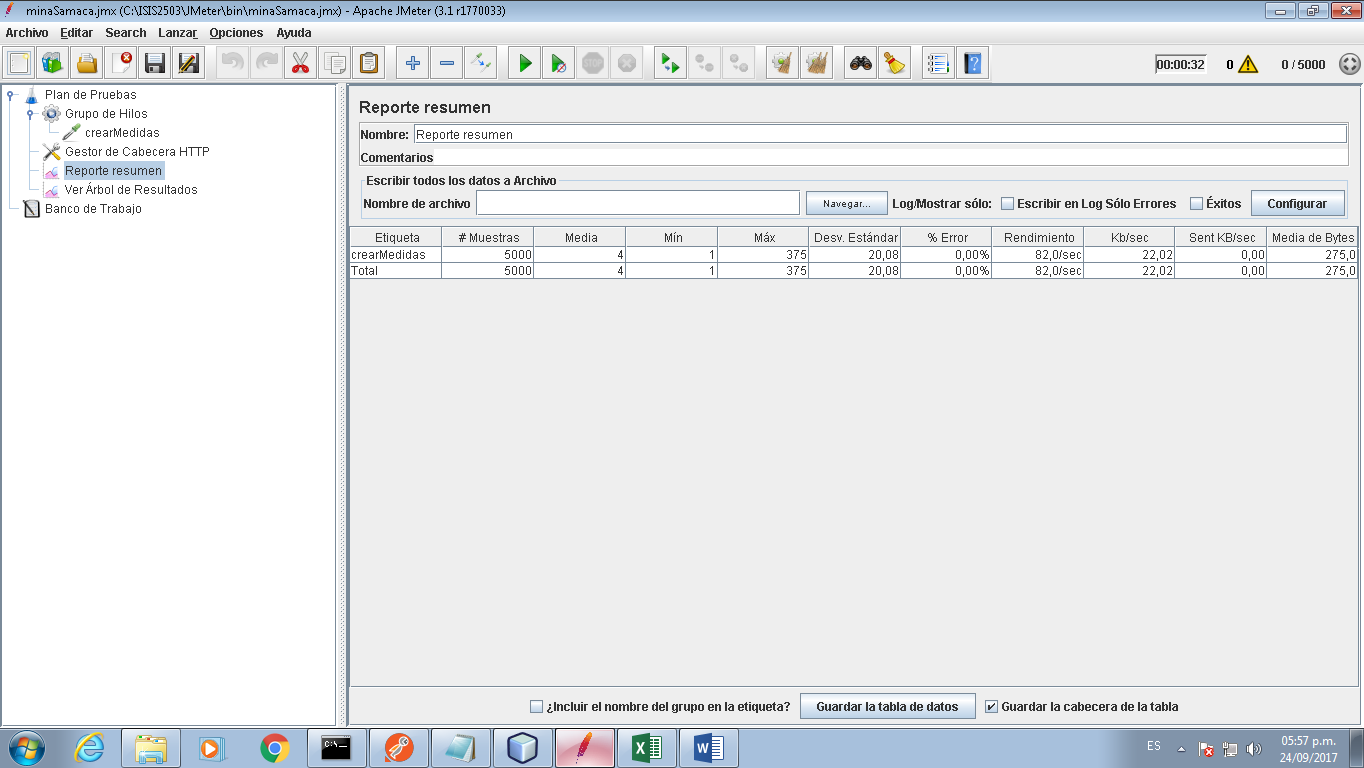 minaSamaca.jmx (C:\ISIS2503\JMeter\bin\minaSamaca.jmx) - Apache JMeter (3.1 r1770033)
Archivo Editar Search Lanzar Opciones Ayuda
00:00:32 0 0 / 5000
Plan de Pruebas
Grupo de Hilos
crearMedidas
Gestor de Cabecera HTTP
Reporte resumen
Ver Árbol de Resultados
Banco de Trabajo
Reporte resumen
Nombre: Reporte resumen
Comentarios
Escribir todos los datos a Archivo
Nombre de archivo Navegar... Log/Mostrar sólo: Escribir en Log Sólo Errores Éxitos Configurar
Etiqueta # Muestras Media Mín Máx Desv. Estándar % Error Rendimiento Kb/sec Sent KB/sec Media de Bytes
crearMedidas 5000 4 1 375 20,08 0,00% 82,0/sec 22,02 0,00 275,0
Total 5000 4 1 375 20,08 0,00% 82,0/sec 22,02 0,00 275,0
¿Incluir el nombre del grupo en la etiqueta? Guardar la tabla de datos Guardar la cabecera de la tabla
ES 05:57 p.m.
24/09/2017